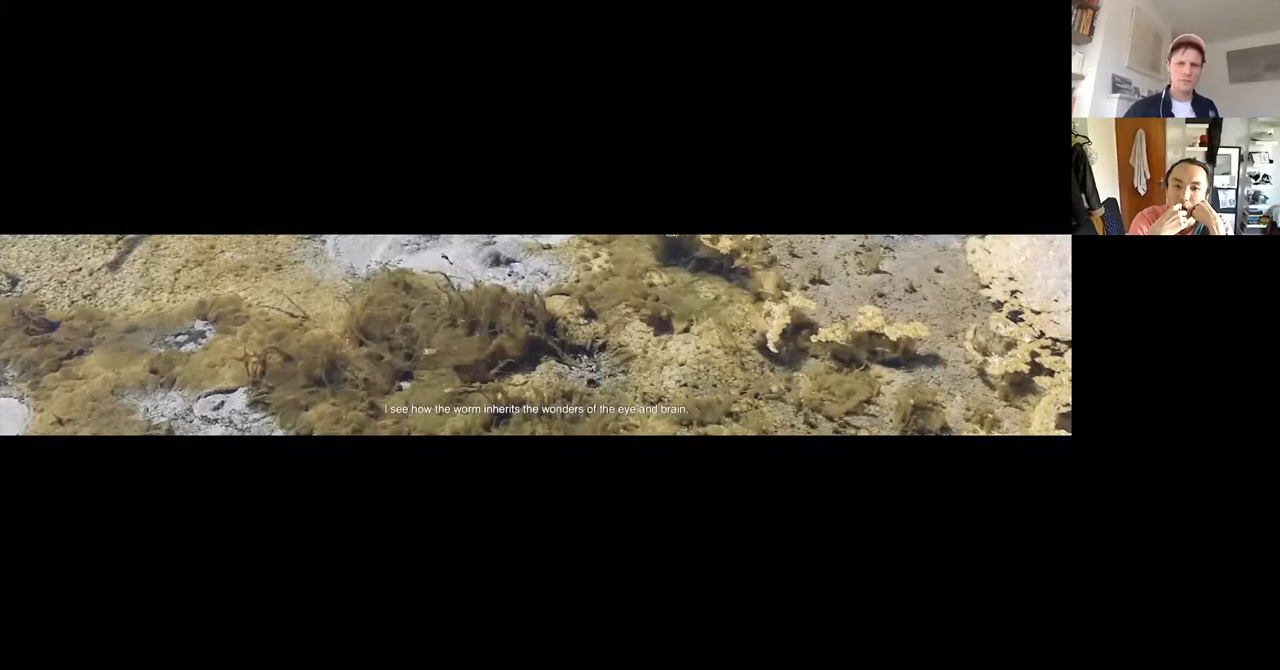 I see how the worm inherits the wonders of the eye and brain.